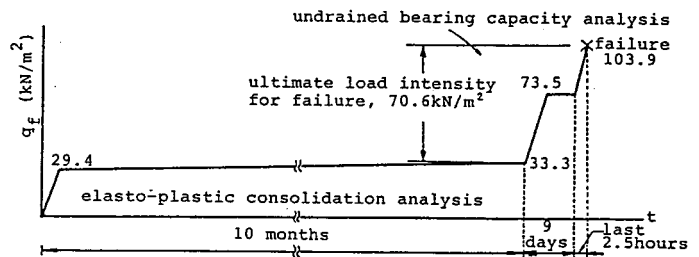 undrained bearing capacity analysis
failure
103.9
ultimate load intensity
for failure, 70.6kN/m²
73.5
q_f (kN/m²)
29.4
33.3
elasto-plastic consolidation analysis
t
10 months
9
days
last
2.5hours